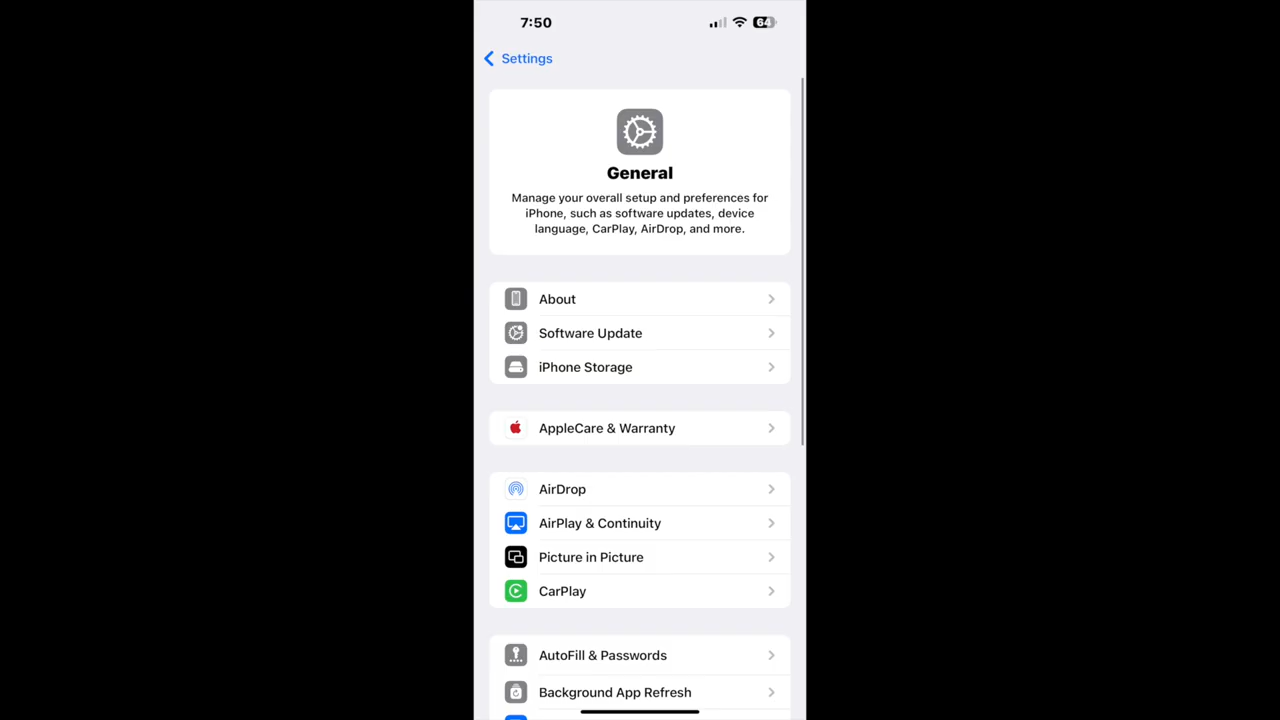 7:50
64
Settings
General
Manage your overall setup and preferences for
iPhone, such as software updates, device
language, CarPlay, AirDrop, and more.
About
Software Update
iPhone Storage
AppleCare & Warranty
AirDrop
AirPlay & Continuity
Picture in Picture
CarPlay
AutoFill & Passwords
Background App Refresh